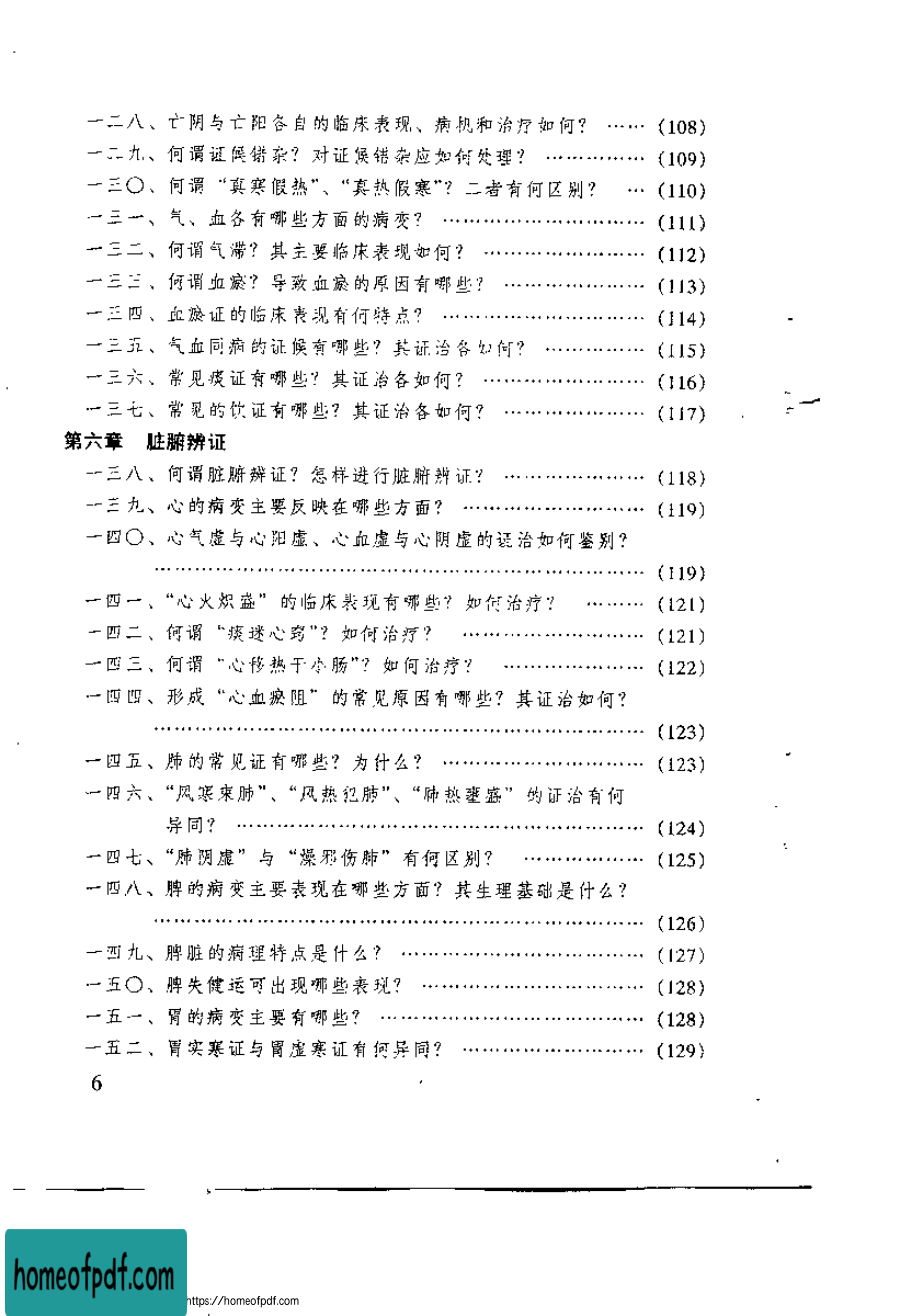 一二八、亡阴与亡阳各自的临床表现、病机和治疗如何? …… (108)
一二九、何谓证候错杂? 对证候错杂应如何处理? …………… (109)
一三〇、何谓“真寒假热”、“真热假寒”? 二者有何区别? … (110)
一三一、气、血各有哪些方面的病变? ………………………… (111)
一三二、何谓气滞? 其主要临床表现如何? …………………… (112)
一三三、何谓血瘀? 导致血瘀的原因有哪些? ………………… (113)
一三四、血瘀证的临床表现有何特点? ………………………… (114)
一三五、气血同病的证候有哪些? 其证治各如何? …………… (115)
一三六、常见痰证有哪些? 其证治各如何? …………………… (116)
一三七、常见的饮证有哪些? 其证治各如何? ………………… (117)
第六章 脏腑辨证
一三八、何谓脏腑辨证? 怎样进行脏腑辨证? ………………… (118)
一三九、心的病变主要反映在哪些方面? ……………………… (119)
一四〇、心气虚与心阳虚、心血虚与心阴虚的证治如何鉴别?
……………………………………………………………… (119)
一四一、“心火炽盛”的临床表现有哪些? 如何治疗? ……… (121)
一四二、何谓“痰迷心窍”? 如何治疗? ……………………… (121)
一四三、何谓“心移热于小肠”? 如何治疗? ………………… (122)
一四四、形成“心血瘀阻”的常见原因有哪些? 其证治如何?
……………………………………………………………… (123)
一四五、肺的常见证有哪些? 为什么? ………………………… (123)
一四六、“风寒束肺”、“风热犯肺”、“肺热壅盛”的证治有何
异同? …………………………………………………… (124)
一四七、“肺阴虚”与“燥邪伤肺”有何区别? ……………… (125)
一四八、脾的病变主要表现在哪些方面? 其生理基础是什么?
……………………………………………………………… (126)
一四九、脾脏的病理特点是什么? ……………………………… (127)
一五〇、脾失健运可出现哪些表现? …………………………… (128)
一五一、胃的病变主要有哪些? ………………………………… (128)
一五二、胃实寒证与胃虚寒证有何异同? ……………………… (129)
6
homeofpdf.com
https://homeofpdf.com